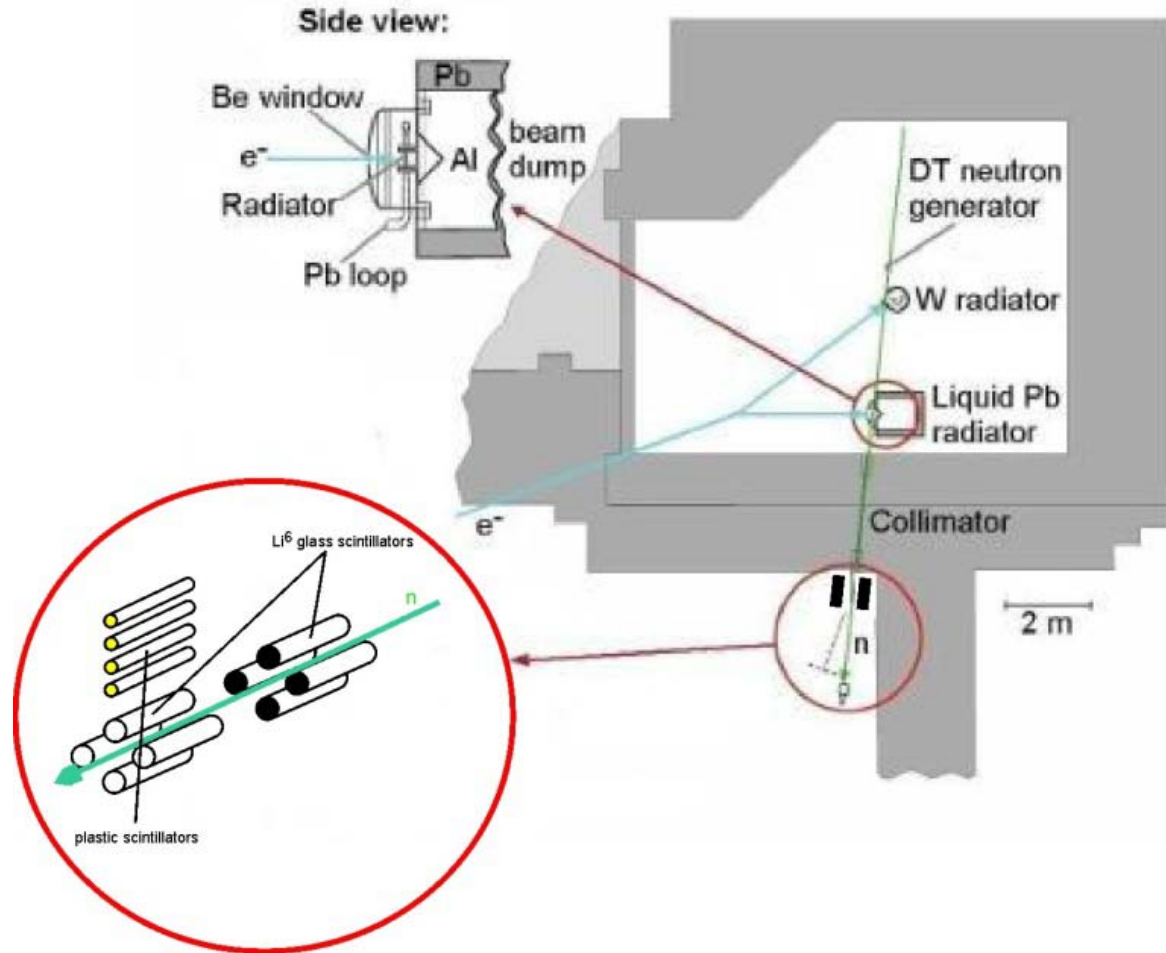 Side view:
Pb
Be window
beam
dump
e-
Al
Radiator
Pb loop
DT neutron
generator
W radiator
Liquid Pb
radiator
e-
Collimator
2 m
n
Li6 glass scintillators
n
plastic scintillators